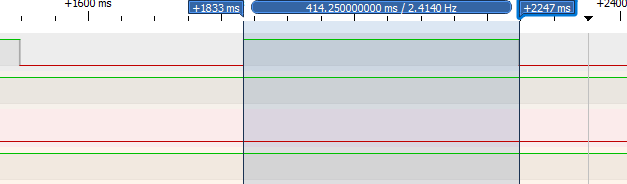 +1600 ms
+1833 ms
414.250000000 ms / 2.4140 Hz
+2247 ms
+2400